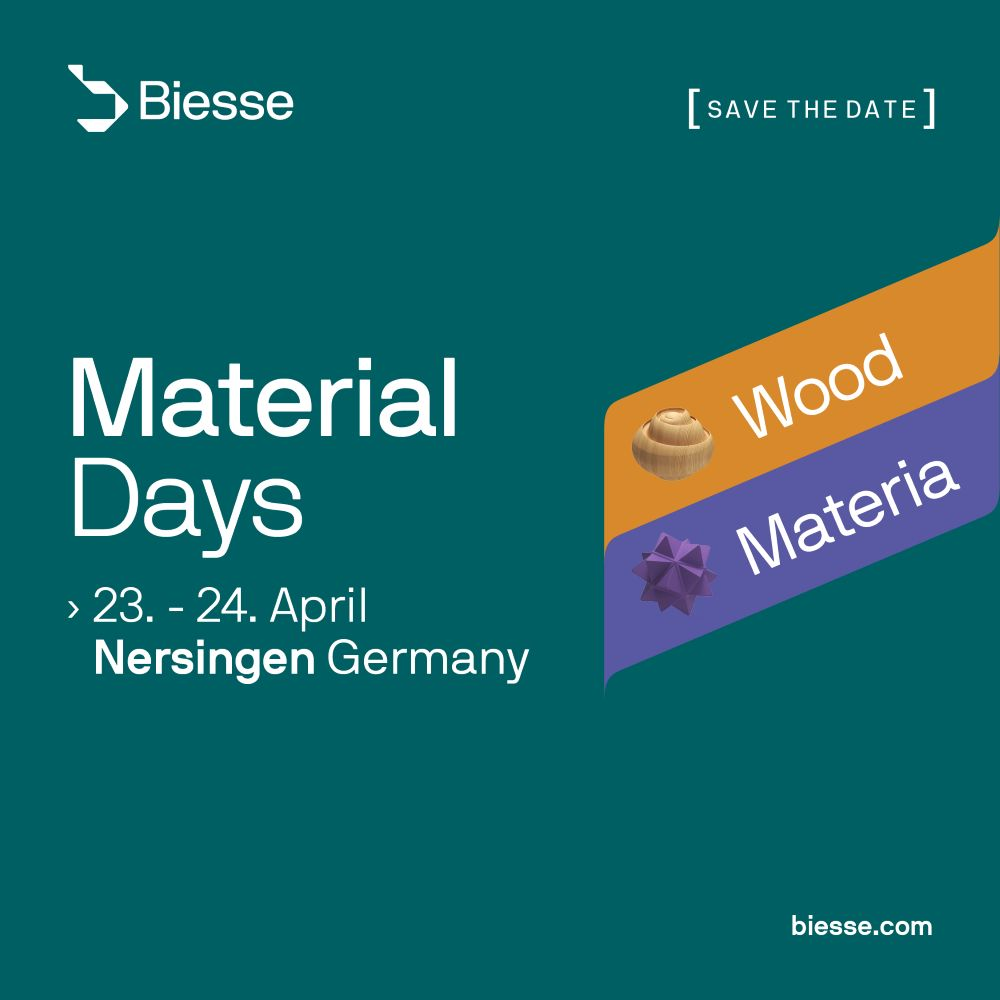 Biesse
[SAVE THE DATE]
Material
Days
› 23. - 24. April
Nersingen Germany
Wood
Materia
biesse.com